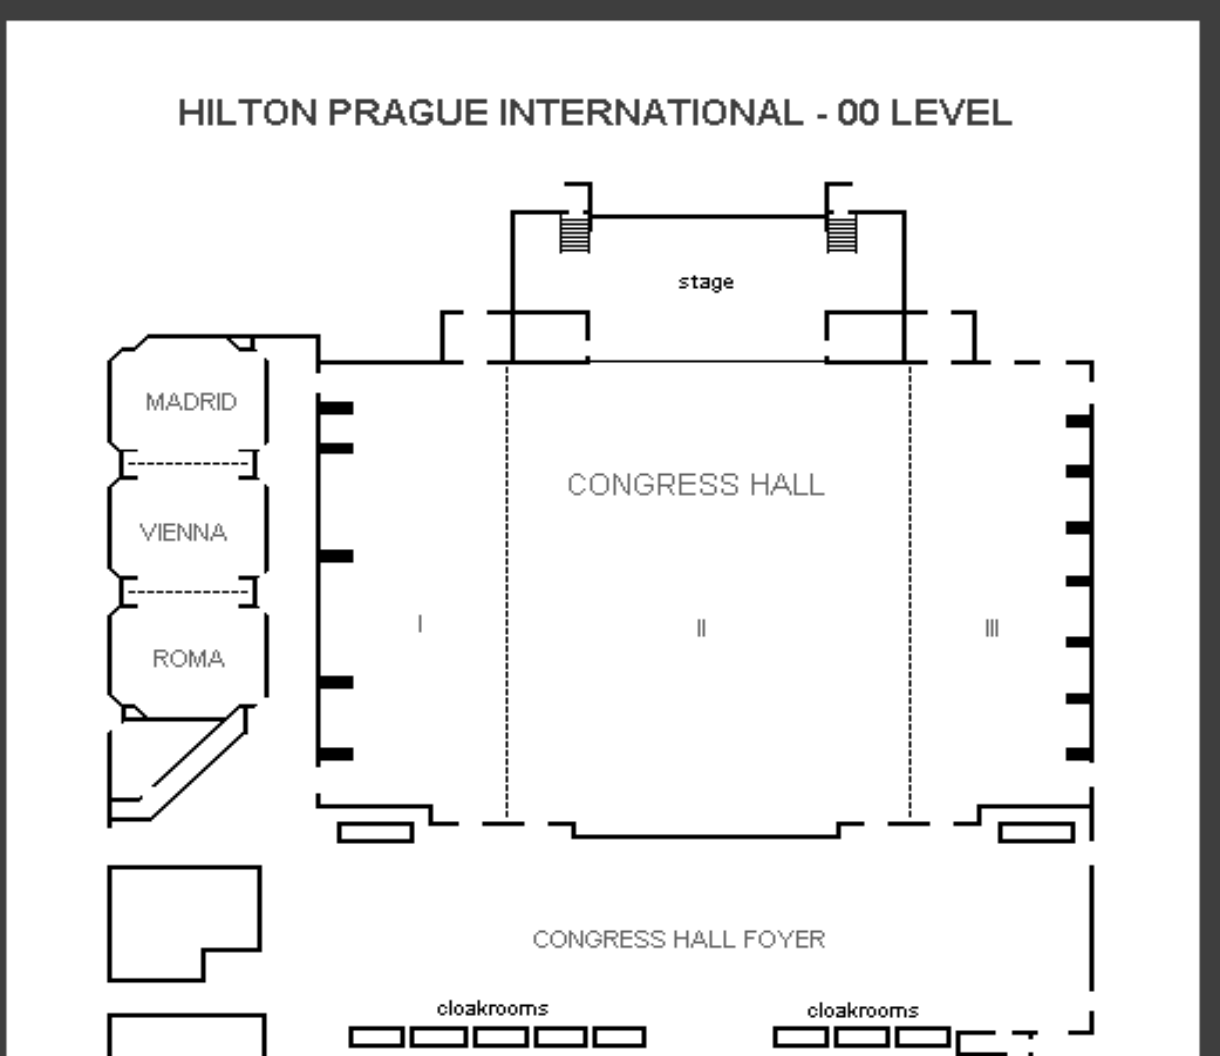 HILTON PRAGUE INTERNATIONAL - 00 LEVEL
stage
MADRID
CONGRESS HALL
VIENNA
I
II
III
ROMA
CONGRESS HALL FOYER
cloakrooms
cloakrooms